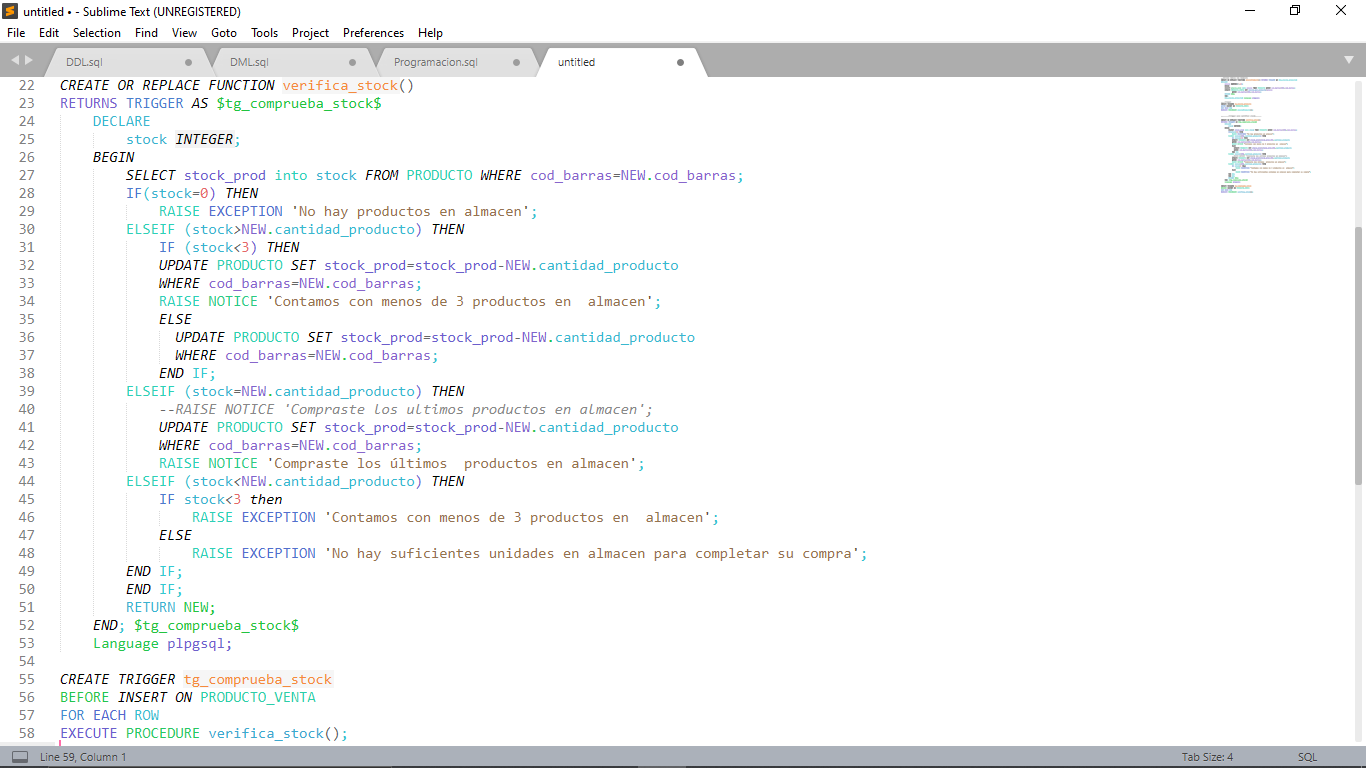 untitled • - Sublime Text (UNREGISTERED)
File Edit Selection Find View Goto Tools Project Preferences Help
DDL.sql DML.sql Programacion.sql untitled
22 CREATE OR REPLACE FUNCTION verifica_stock()
23 RETURNS TRIGGER AS $tg_comprueba_stock$
24 DECLARE
25 stock INTEGER;
26 BEGIN
27 SELECT stock_prod into stock FROM PRODUCTO WHERE cod_barras=NEW.cod_barras;
28 IF(stock=0) THEN
29 RAISE EXCEPTION 'No hay productos en almacen';
30 ELSEIF (stock>NEW.cantidad_producto) THEN
31 IF (stock<3) THEN
32 UPDATE PRODUCTO SET stock_prod=stock_prod-NEW.cantidad_producto
33 WHERE cod_barras=NEW.cod_barras;
34 RAISE NOTICE 'Contamos con menos de 3 productos en  almacen';
35 ELSE
36 UPDATE PRODUCTO SET stock_prod=stock_prod-NEW.cantidad_producto
37 WHERE cod_barras=NEW.cod_barras;
38 END IF;
39 ELSEIF (stock=NEW.cantidad_producto) THEN
40 --RAISE NOTICE 'Compraste los ultimos productos en almacen';
41 UPDATE PRODUCTO SET stock_prod=stock_prod-NEW.cantidad_producto
42 WHERE cod_barras=NEW.cod_barras;
43 RAISE NOTICE 'Compraste los últimos  productos en almacen';
44 ELSEIF (stock<NEW.cantidad_producto) THEN
45 IF stock<3 then
46 RAISE EXCEPTION 'Contamos con menos de 3 productos en  almacen';
47 ELSE
48 RAISE EXCEPTION 'No hay suficientes unidades en almacen para completar su compra';
49 END IF;
50 END IF;
51 RETURN NEW;
52 END; $tg_comprueba_stock$
53 Language plpgsql;
54
55 CREATE TRIGGER tg_comprueba_stock
56 BEFORE INSERT ON PRODUCTO_VENTA
57 FOR EACH ROW
58 EXECUTE PROCEDURE verifica_stock();
Line 59, Column 1 Tab Size: 4 SQL